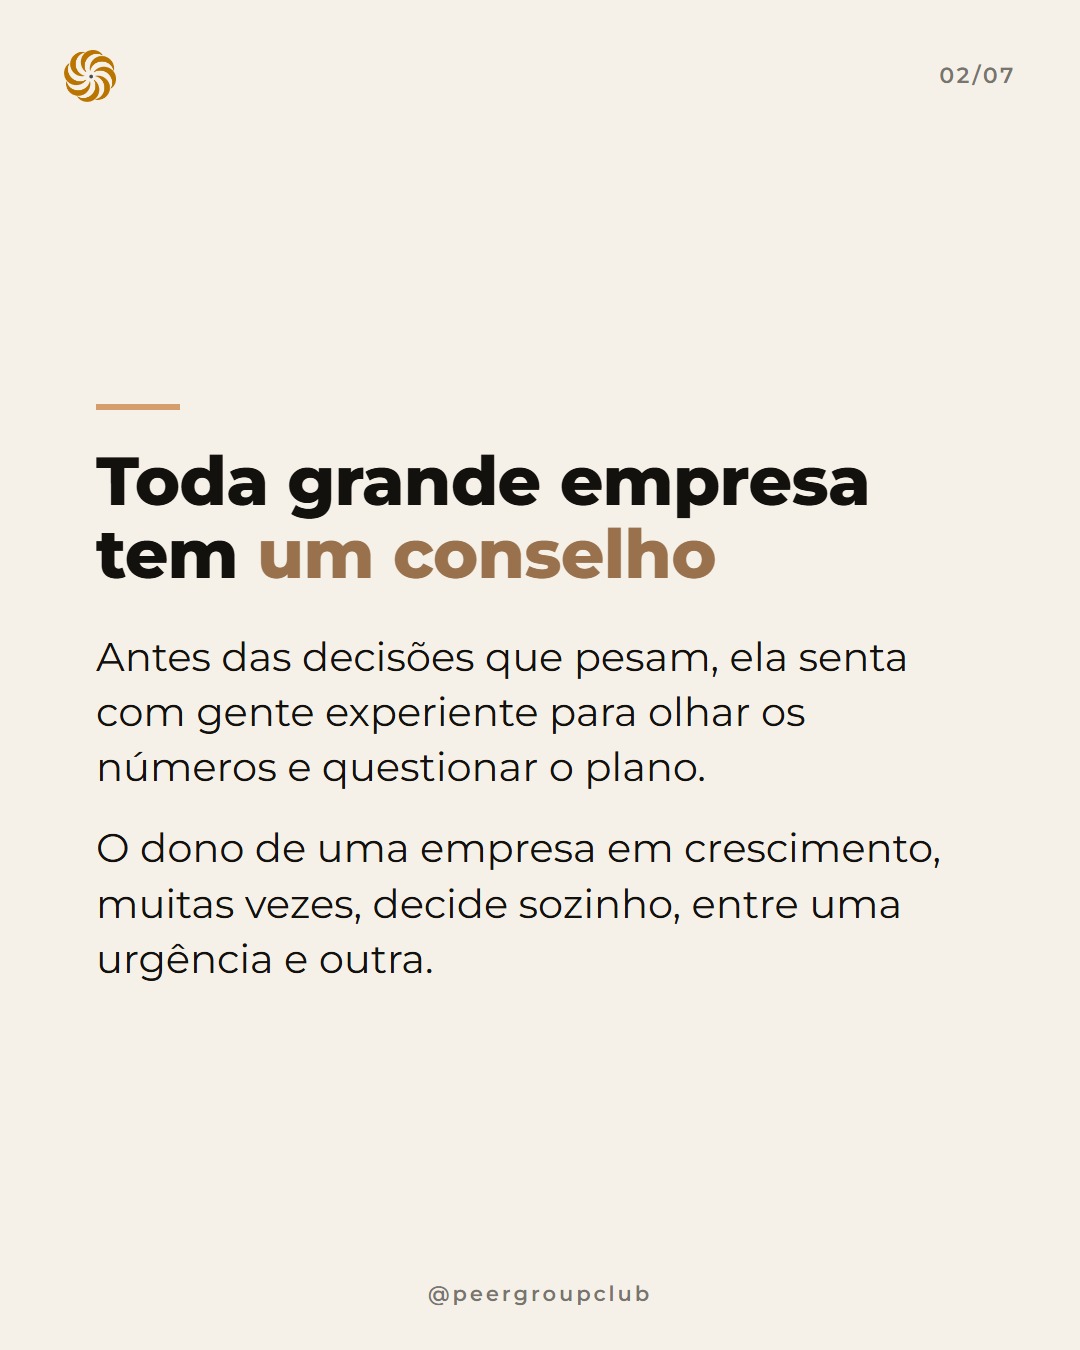 02/07
Toda grande empresa
tem um conselho
Antes das decisões que pesam, ela senta
com gente experiente para olhar os
números e questionar o plano.
O dono de uma empresa em crescimento,
muitas vezes, decide sozinho, entre uma
urgência e outra.
@peergroupclub